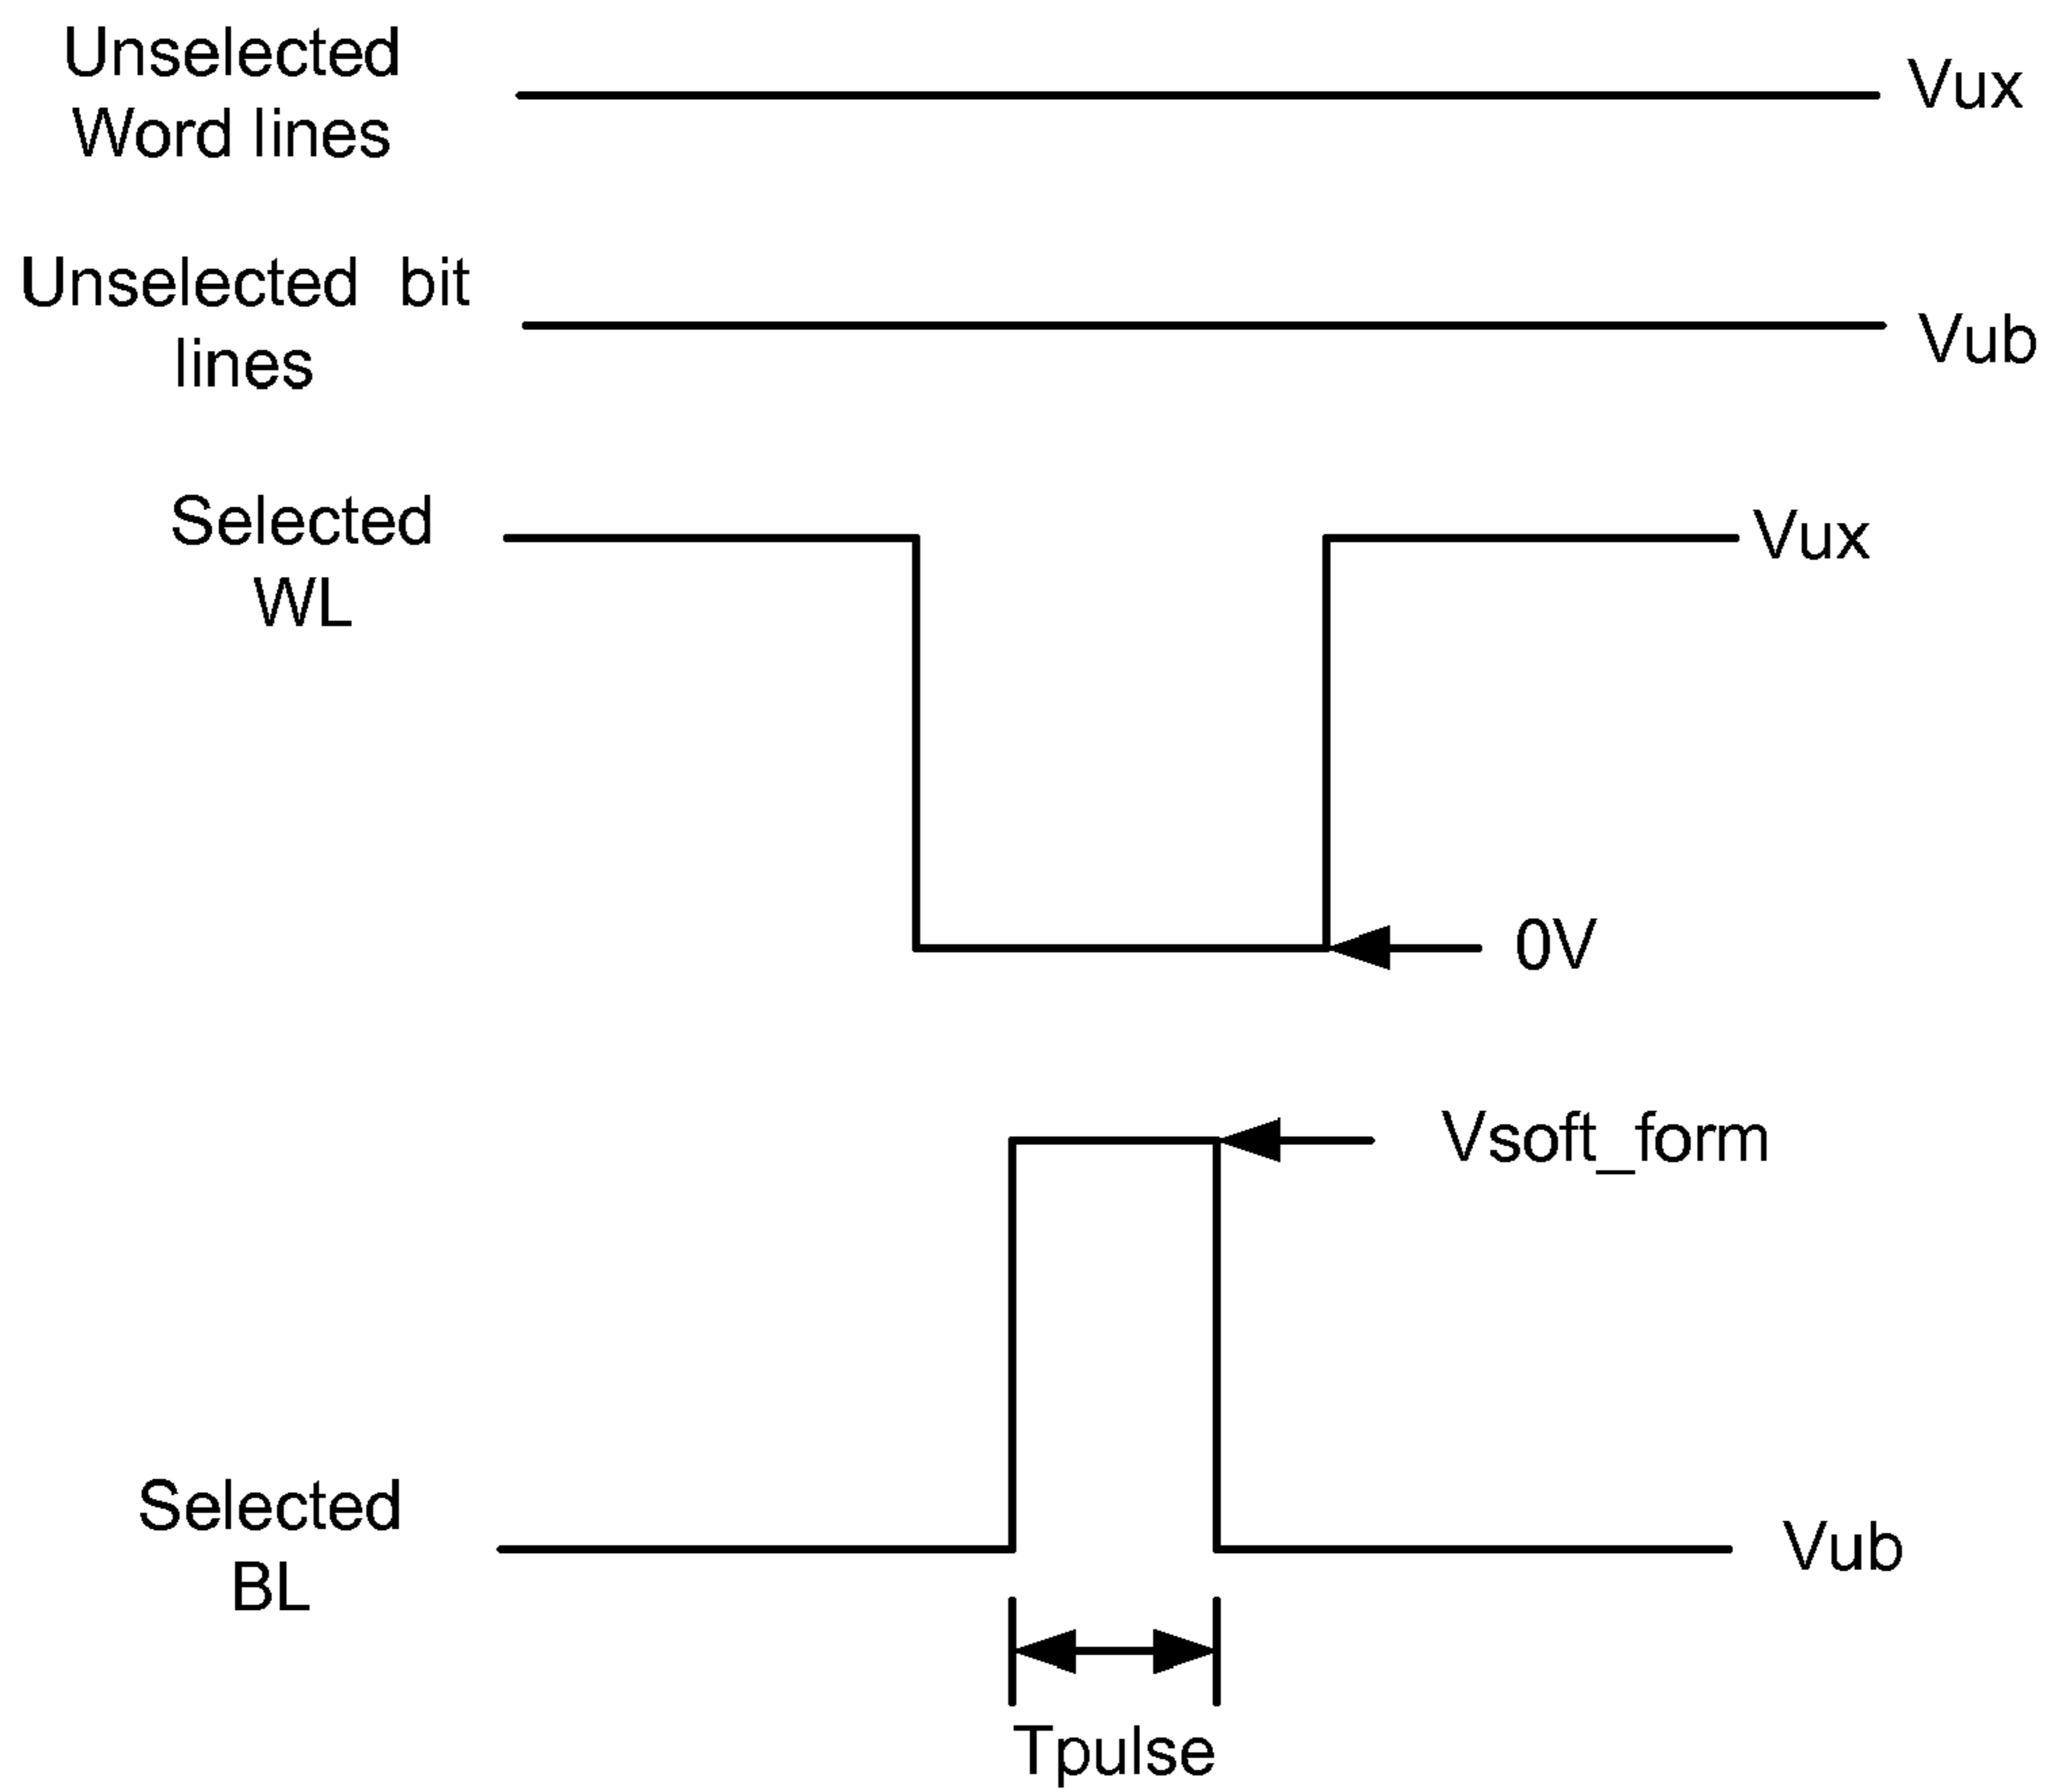 Unselected
Word lines
Vux
Unselected bit
lines
Vub
Selected
WL
Vux
0V
Vsoft_form
Selected
BL
Vub
Tpulse